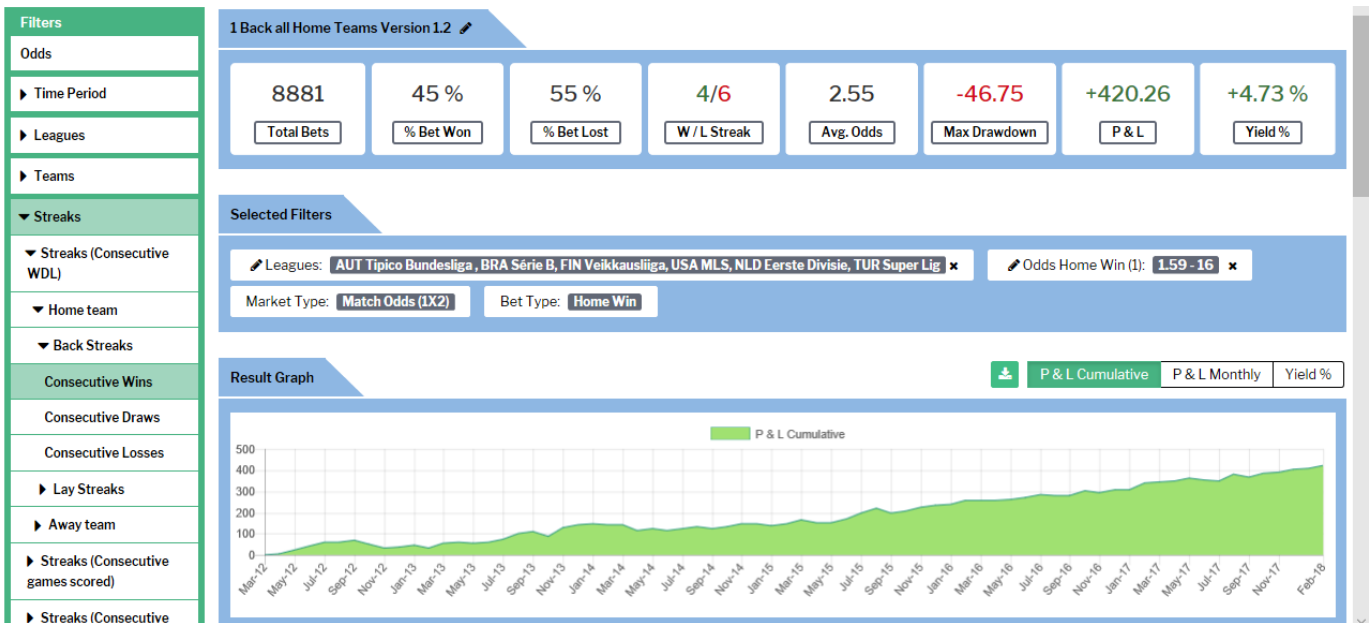 Filters
Odds
Time Period
Leagues
Teams
Streaks
Streaks (Consecutive
WDL)
Home team
Back Streaks
Consecutive Wins
Consecutive Draws
Consecutive Losses
Lay Streaks
Away team
Streaks (Consecutive
games scored)
Streaks (Consecutive
1 Back all Home Teams Version 1.2
8881 45 % 55 % 4/6 2.55 -46.75 +420.26 +4.73 %
Total Bets % Bet Won % Bet Lost W / L Streak Avg. Odds Max Drawdown P & L Yield %
Selected Filters
Leagues: AUT Tipico Bundesliga , BRA Série B, FIN Veikkausliiga, USA MLS, NLD Eerste Divisie, TUR Super Lig × Odds Home Win (1): 1.59 - 16 ×
Market Type: Match Odds (1X2) Bet Type: Home Win
Result Graph P & L Cumulative P & L Monthly Yield %
P & L Cumulative
500
400
300
200
100
0
Mar-12 May-12 Jul-12 Sep-12 Nov-12 Jan-13 Mar-13 May-13 Jul-13 Sep-13 Nov-13 Jan-14 Mar-14 May-14 Jul-14 Sep-14 Nov-14 Jan-15 Mar-15 May-15 Jul-15 Sep-15 Nov-15 Jan-16 Mar-16 May-16 Jul-16 Sep-16 Nov-16 Jan-17 Mar-17 May-17 Jul-17 Sep-17 Nov-17 Feb-18